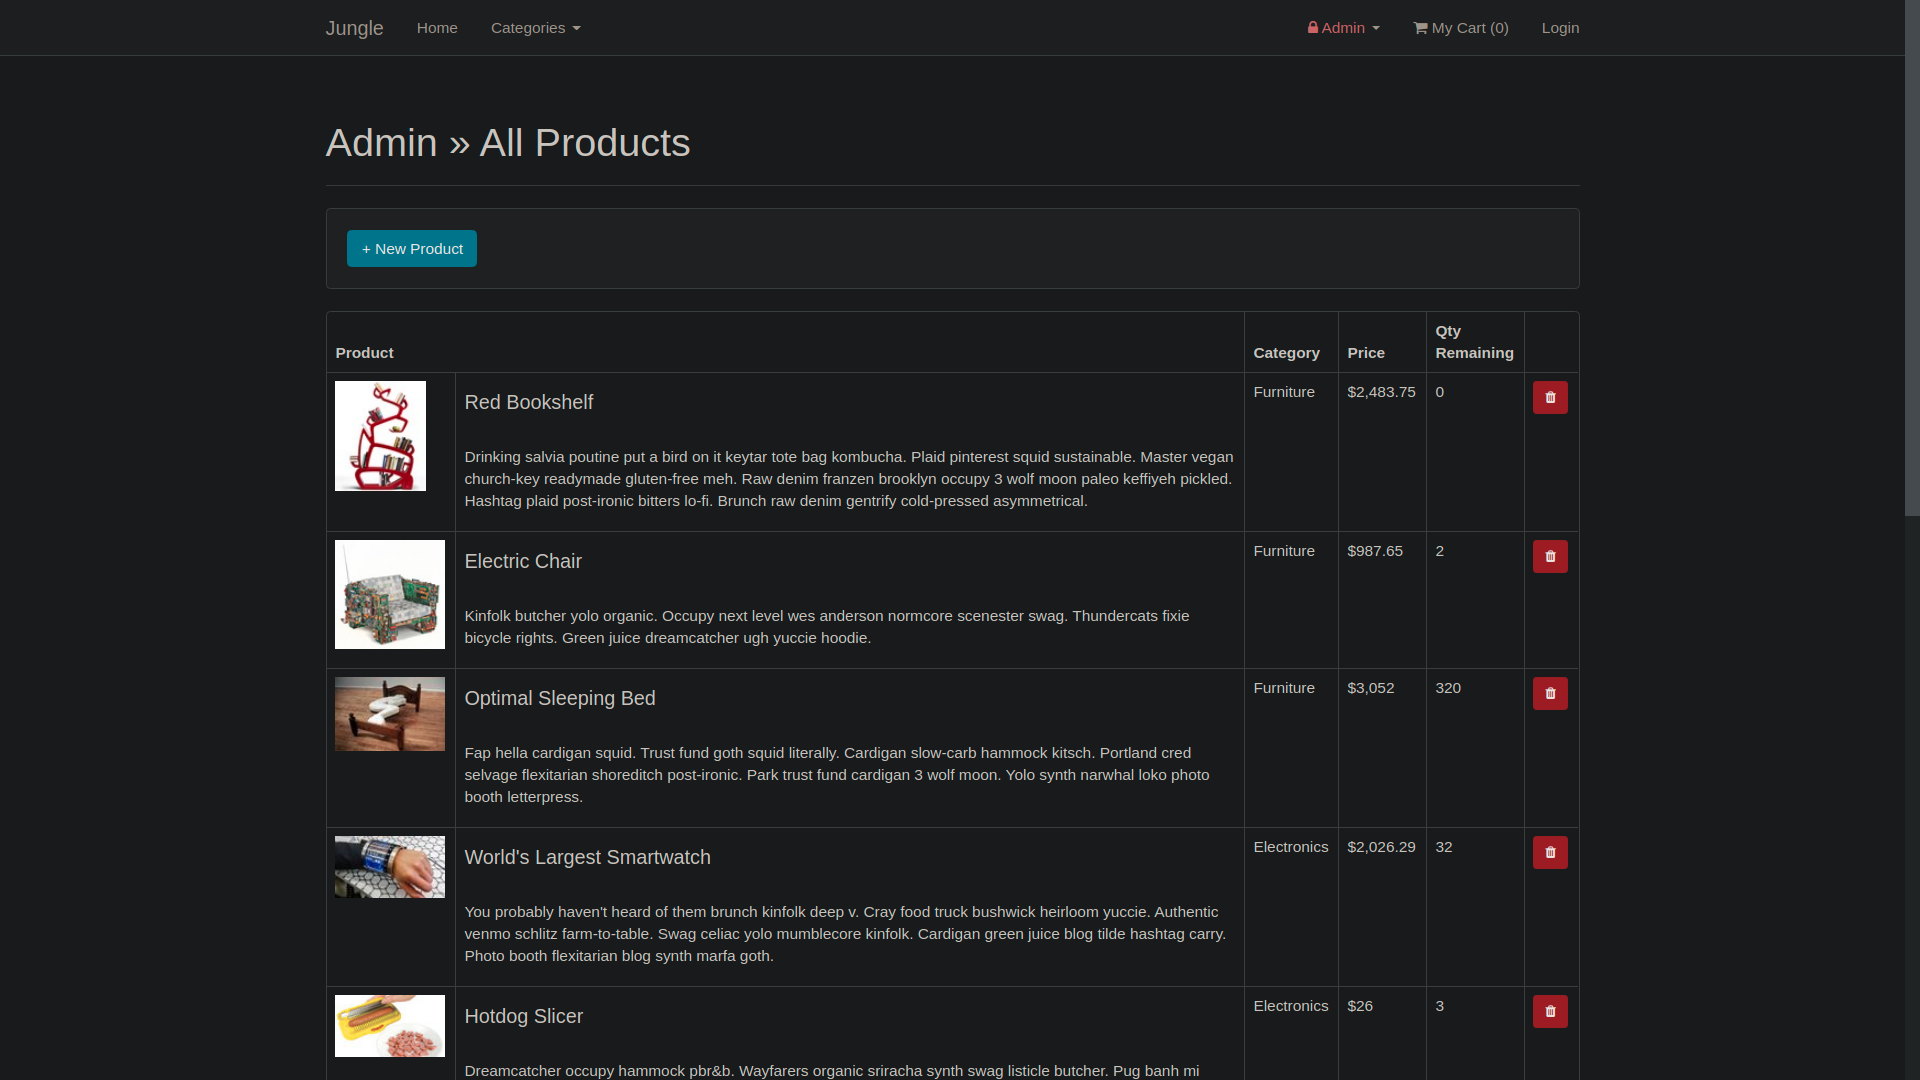 Jungle Home Categories Admin My Cart (0) Login
Admin » All Products
+ New Product
Product Category Price Qty Remaining
Red Bookshelf Furniture $2,483.75 0
Drinking salvia poutine put a bird on it keytar tote bag kombucha. Plaid pinterest squid sustainable. Master vegan
church-key readymade gluten-free meh. Raw denim franzen brooklyn occupy 3 wolf moon paleo keffiyeh pickled.
Hashtag plaid post-ironic bitters lo-fi. Brunch raw denim gentrify cold-pressed asymmetrical.
Electric Chair Furniture $987.65 2
Kinfolk butcher yolo organic. Occupy next level wes anderson normcore scenester swag. Thundercats fixie
bicycle rights. Green juice dreamcatcher ugh yuccie hoodie.
Optimal Sleeping Bed Furniture $3,052 320
Fap hella cardigan squid. Trust fund goth squid literally. Cardigan slow-carb hammock kitsch. Portland cred
selvage flexitarian shoreditch post-ironic. Park trust fund cardigan 3 wolf moon. Yolo synth narwhal loko photo
booth letterpress.
World's Largest Smartwatch Electronics $2,026.29 32
You probably haven't heard of them brunch kinfolk deep v. Cray food truck bushwick heirloom yuccie. Authentic
venmo schlitz farm-to-table. Swag celiac yolo mumblecore kinfolk. Cardigan green juice blog tilde hashtag carry.
Photo booth flexitarian blog synth marfa goth.
Hotdog Slicer Electronics $26 3
Dreamcatcher occupy hammock pbr&b. Wayfarers organic sriracha synth swag listicle butcher. Pug banh mi